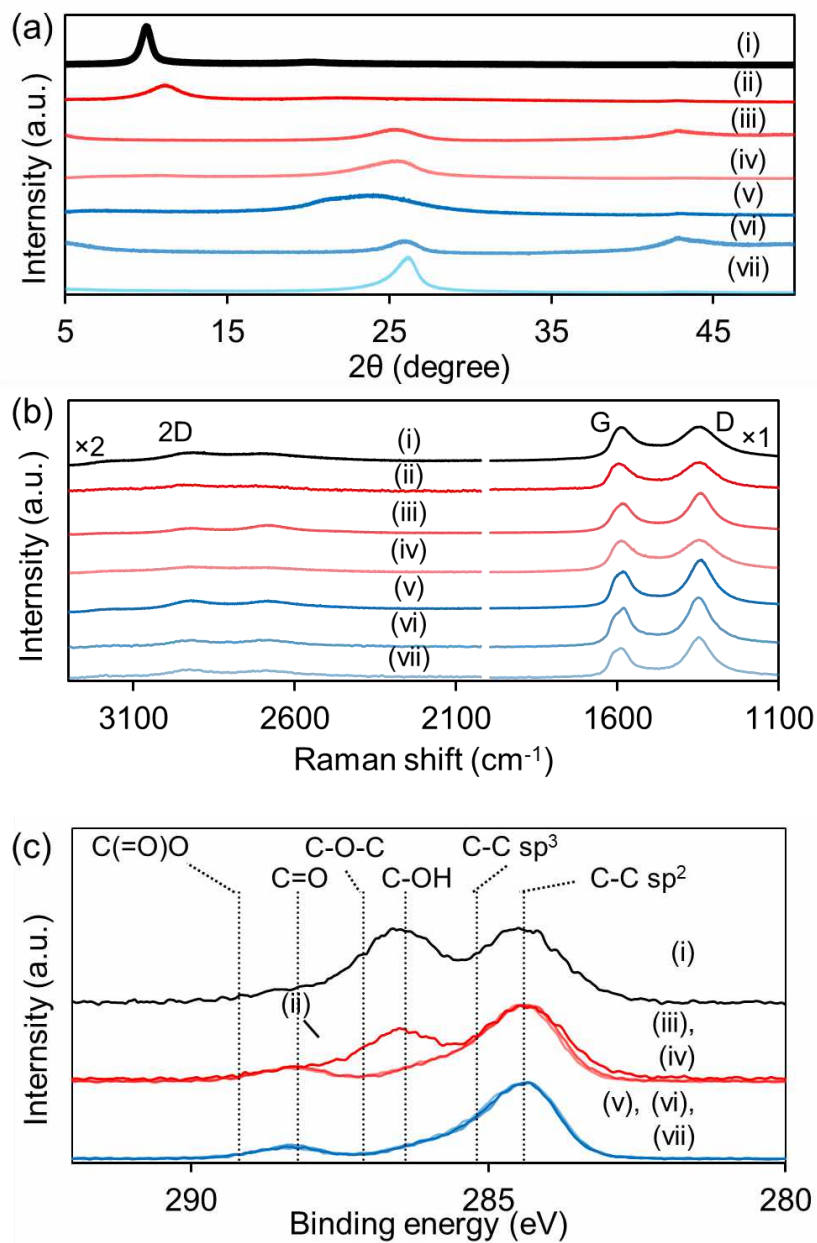 (a)
Internsity (a.u.)
(i)
(ii)
(iii)
(iv)
(v)
(vi)
(vii)
5 15 25 35 45
2θ (degree)
(b)
Internsity (a.u.)
×2 2D (i) G D ×1
(ii)
(iii)
(iv)
(v)
(vi)
(vii)
3100 2600 2100 1600 1100
Raman shift (cm⁻¹)
(c)
Internsity (a.u.)
C(=O)O C-O-C C-C sp³
C=O C-OH C-C sp²
(i)
(ii) (iii),
(iv)
(v), (vi),
(vii)
290 285 280
Binding energy (eV)